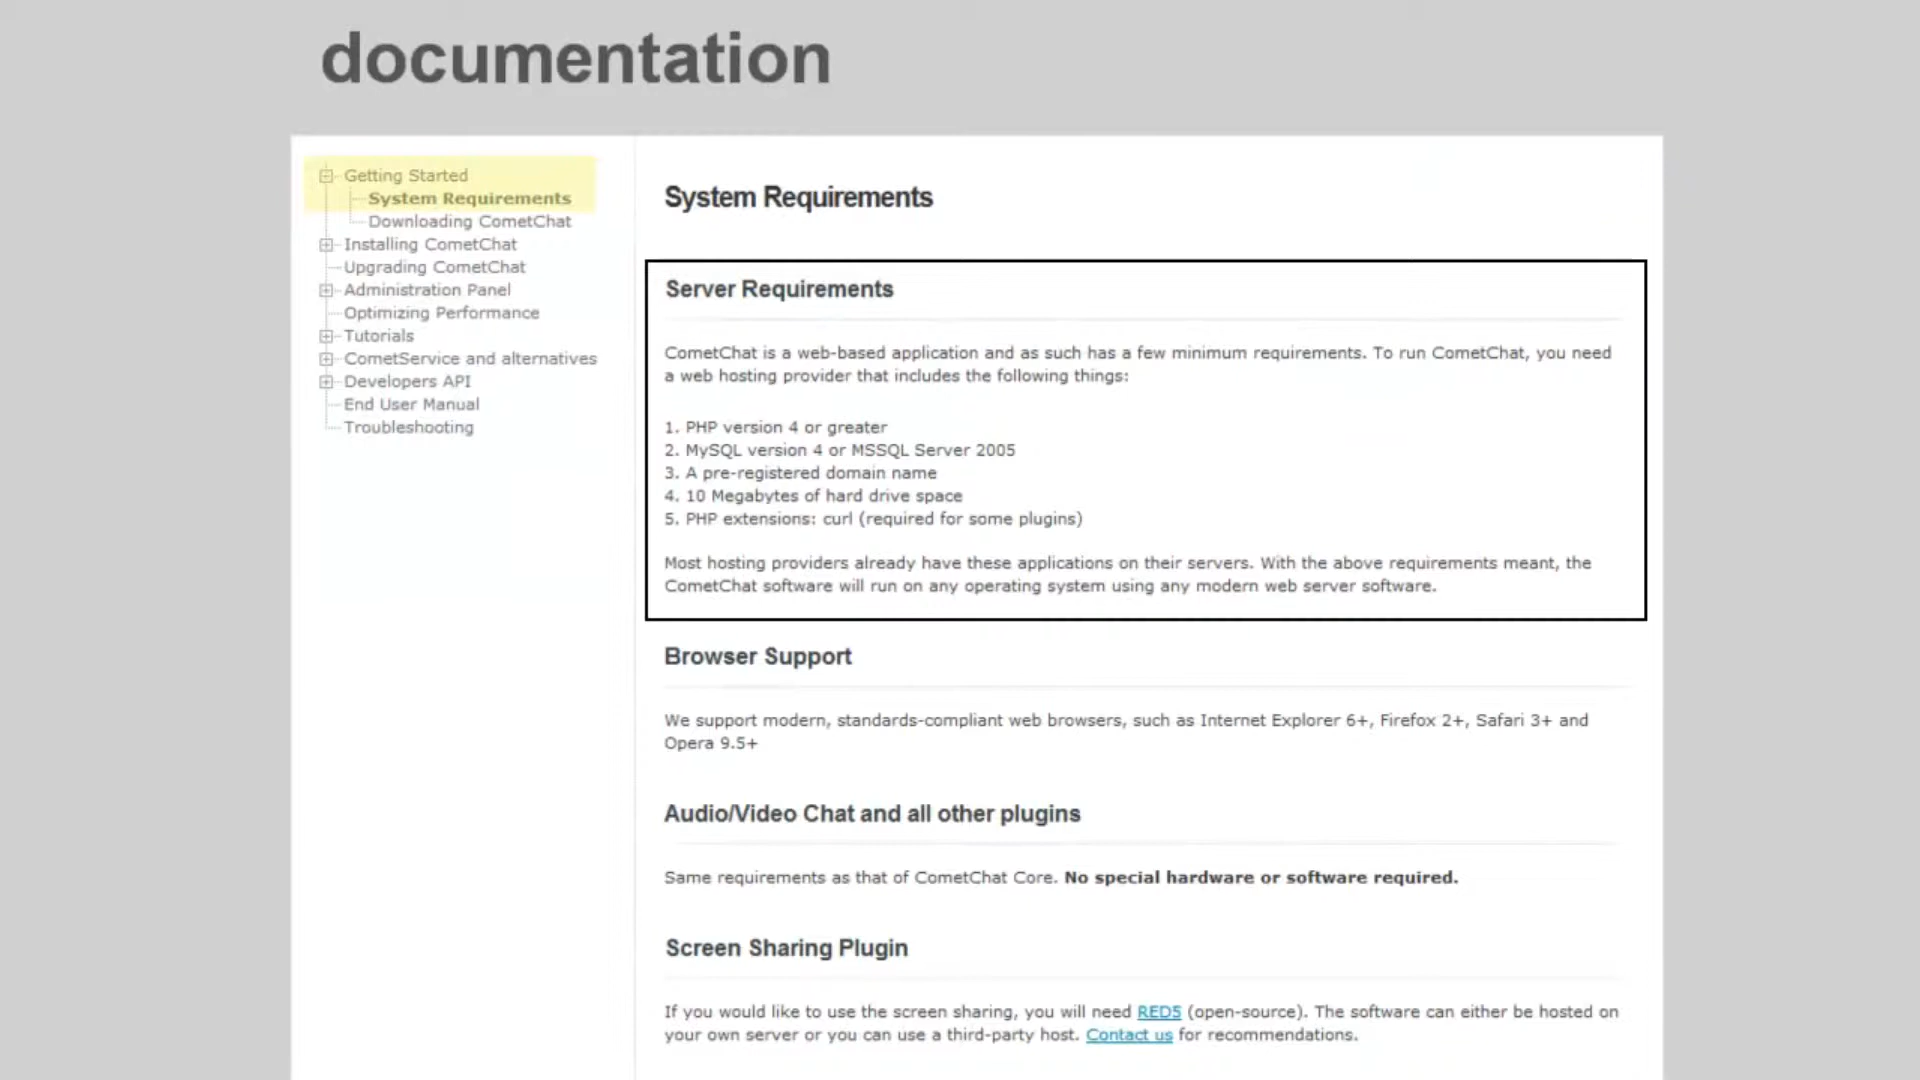 documentation
Getting Started
System Requirements
Downloading CometChat
Installing CometChat
Upgrading CometChat
Administration Panel
Optimizing Performance
Tutorials
CometService and alternatives
Developers API
End User Manual
Troubleshooting
System Requirements
Server Requirements
CometChat is a web-based application and as such has a few minimum requirements. To run CometChat, you need
a web hosting provider that includes the following things:
1. PHP version 4 or greater
2. MySQL version 4 or MSSQL Server 2005
3. A pre-registered domain name
4. 10 Megabytes of hard drive space
5. PHP extensions: curl (required for some plugins)
Most hosting providers already have these applications on their servers. With the above requirements meant, the
CometChat software will run on any operating system using any modern web server software.
Browser Support
We support modern, standards-compliant web browsers, such as Internet Explorer 6+, Firefox 2+, Safari 3+ and
Opera 9.5+
Audio/Video Chat and all other plugins
Same requirements as that of CometChat Core. No special hardware or software required.
Screen Sharing Plugin
If you would like to use the screen sharing, you will need RED5 (open-source). The software can either be hosted on
your own server or you can use a third-party host. Contact us for recommendations.